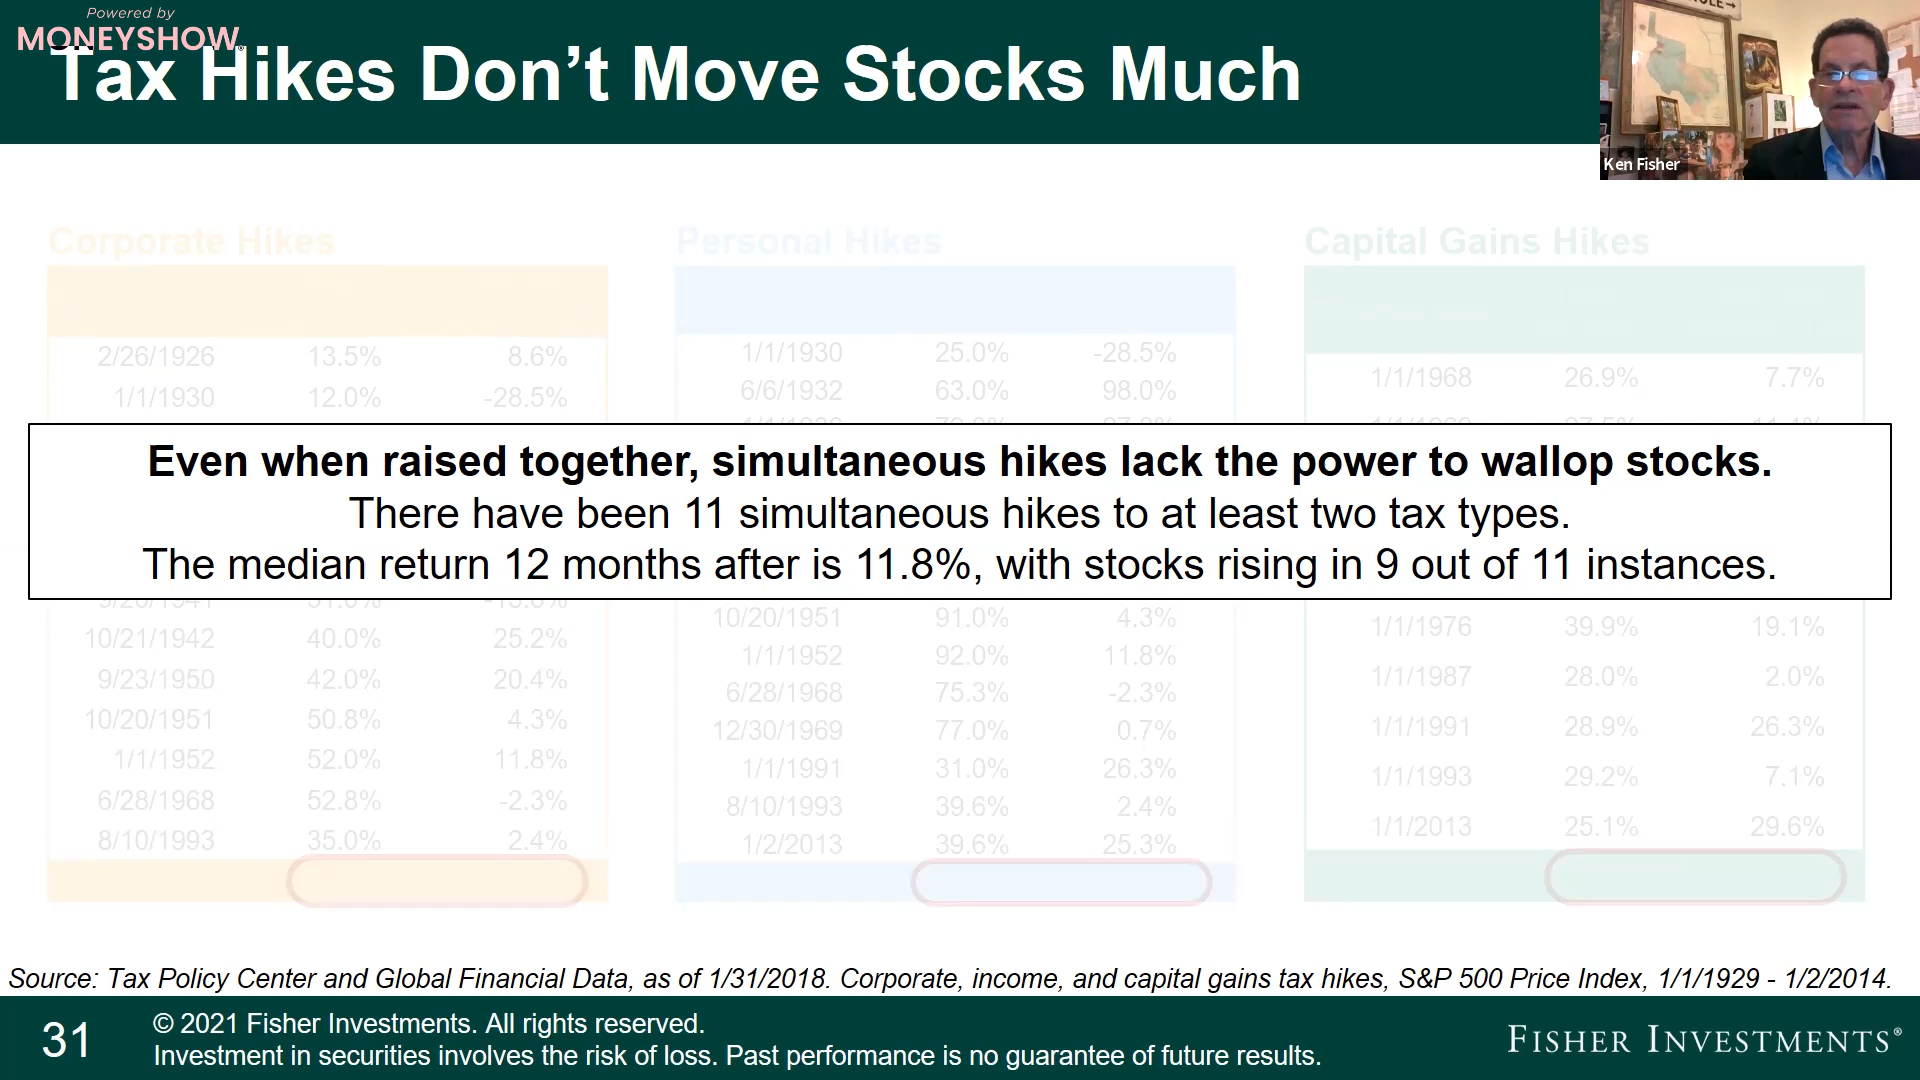 Powered by
MONEYSHOW
Tax Hikes Don't Move Stocks Much
Ken Fisher
Corporate Hikes
2/26/1926 13.5% 8.6%
1/1/1930 12.0% -28.5%
10/21/1942 40.0% 25.2%
9/23/1950 42.0% 20.4%
10/20/1951 50.8% 4.3%
1/1/1952 52.0% 11.8%
6/28/1968 52.8% -2.3%
8/10/1993 35.0% 2.4%
Personal Hikes
1/1/1930 25.0% -28.5%
6/6/1932 63.0% 98.0%
10/20/1951 91.0% 4.3%
1/1/1952 92.0% 11.8%
6/28/1968 75.3% -2.3%
12/30/1969 77.0% 0.7%
1/1/1991 31.0% 26.3%
8/10/1993 39.6% 2.4%
1/2/2013 39.6% 25.3%
Capital Gains Hikes
1/1/1968 26.9% 7.7%
1/1/1976 39.9% 19.1%
1/1/1987 28.0% 2.0%
1/1/1991 28.9% 26.3%
1/1/1993 29.2% 7.1%
1/1/2013 25.1% 29.6%
Even when raised together, simultaneous hikes lack the power to wallop stocks.
There have been 11 simultaneous hikes to at least two tax types.
The median return 12 months after is 11.8%, with stocks rising in 9 out of 11 instances.
Source: Tax Policy Center and Global Financial Data, as of 1/31/2018. Corporate, income, and capital gains tax hikes, S&P 500 Price Index, 1/1/1929 - 1/2/2014.
31
© 2021 Fisher Investments. All rights reserved.
Investment in securities involves the risk of loss. Past performance is no guarantee of future results.
FISHER INVESTMENTS®